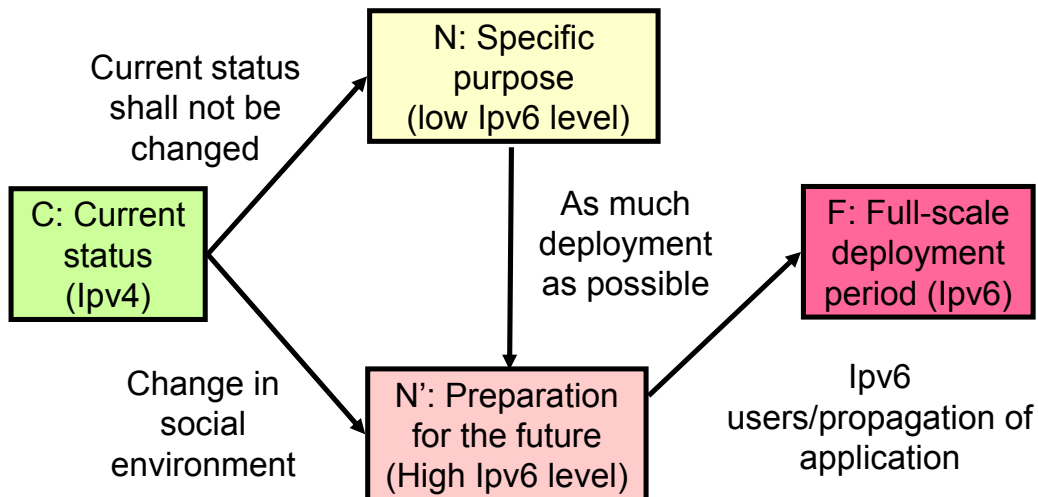 N: Specific
purpose
(low Ipv6 level)
Current status
shall not be
changed
C: Current
status
(Ipv4)
As much
deployment
as possible
F: Full-scale
deployment
period (Ipv6)
Change in
social
environment
N’: Preparation
for the future
(High Ipv6 level)
Ipv6
users/propagation of
application